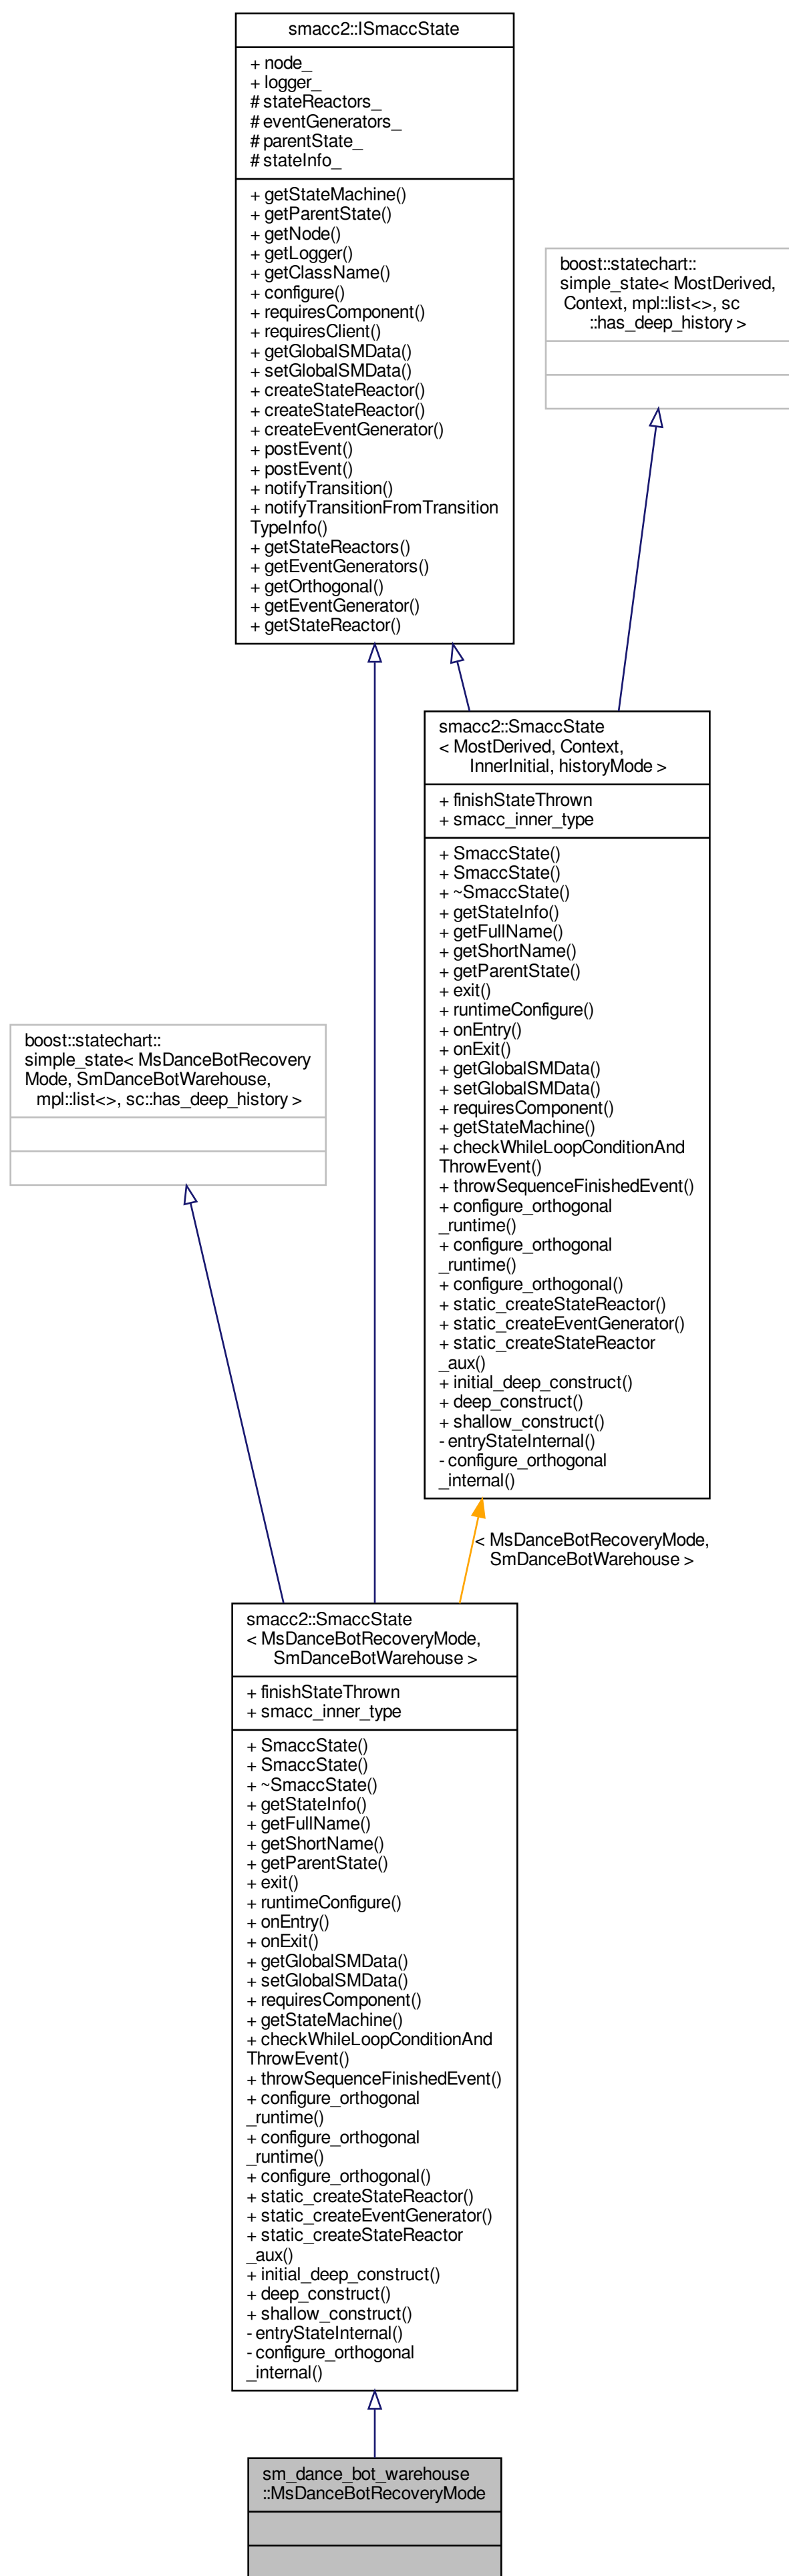 smacc2::ISmaccState
+ node_
+ logger_
# stateReactors_
# eventGenerators_
# parentState_
# stateInfo_
+ getStateMachine()
+ getParentState()
+ getNode()
+ getLogger()
+ getClassName()
+ configure()
+ requiresComponent()
+ requiresClient()
+ getGlobalSMData()
+ setGlobalSMData()
+ createStateReactor()
+ createStateReactor()
+ createEventGenerator()
+ postEvent()
+ postEvent()
+ notifyTransition()
+ notifyTransitionFromTransition
TypeInfo()
+ getStateReactors()
+ getEventGenerators()
+ getOrthogonal()
+ getEventGenerator()
+ getStateReactor()
boost::statechart::
simple_state< MostDerived,
Context, mpl::list<>, sc
::has_deep_history >
smacc2::SmaccState
< MostDerived, Context,
InnerInitial, historyMode >
+ finishStateThrown
+ smacc_inner_type
+ SmaccState()
+ SmaccState()
+ ~SmaccState()
+ getStateInfo()
+ getFullName()
+ getShortName()
+ getParentState()
+ exit()
+ runtimeConfigure()
+ onEntry()
+ onExit()
+ getGlobalSMData()
+ setGlobalSMData()
+ requiresComponent()
+ getStateMachine()
+ checkWhileLoopConditionAnd
ThrowEvent()
+ throwSequenceFinishedEvent()
+ configure_orthogonal
_runtime()
+ configure_orthogonal
_runtime()
+ configure_orthogonal()
+ static_createStateReactor()
+ static_createEventGenerator()
+ static_createStateReactor
_aux()
+ initial_deep_construct()
+ deep_construct()
+ shallow_construct()
- entryStateInternal()
- configure_orthogonal
_internal()
boost::statechart::
simple_state< MsDanceBotRecovery
Mode, SmDanceBotWarehouse,
mpl::list<>, sc::has_deep_history >
< MsDanceBotRecoveryMode,
SmDanceBotWarehouse >
smacc2::SmaccState
< MsDanceBotRecoveryMode,
SmDanceBotWarehouse >
+ finishStateThrown
+ smacc_inner_type
+ SmaccState()
+ SmaccState()
+ ~SmaccState()
+ getStateInfo()
+ getFullName()
+ getShortName()
+ getParentState()
+ exit()
+ runtimeConfigure()
+ onEntry()
+ onExit()
+ getGlobalSMData()
+ setGlobalSMData()
+ requiresComponent()
+ getStateMachine()
+ checkWhileLoopConditionAnd
ThrowEvent()
+ throwSequenceFinishedEvent()
+ configure_orthogonal
_runtime()
+ configure_orthogonal
_runtime()
+ configure_orthogonal()
+ static_createStateReactor()
+ static_createEventGenerator()
+ static_createStateReactor
_aux()
+ initial_deep_construct()
+ deep_construct()
+ shallow_construct()
- entryStateInternal()
- configure_orthogonal
_internal()
sm_dance_bot_warehouse
::MsDanceBotRecoveryMode